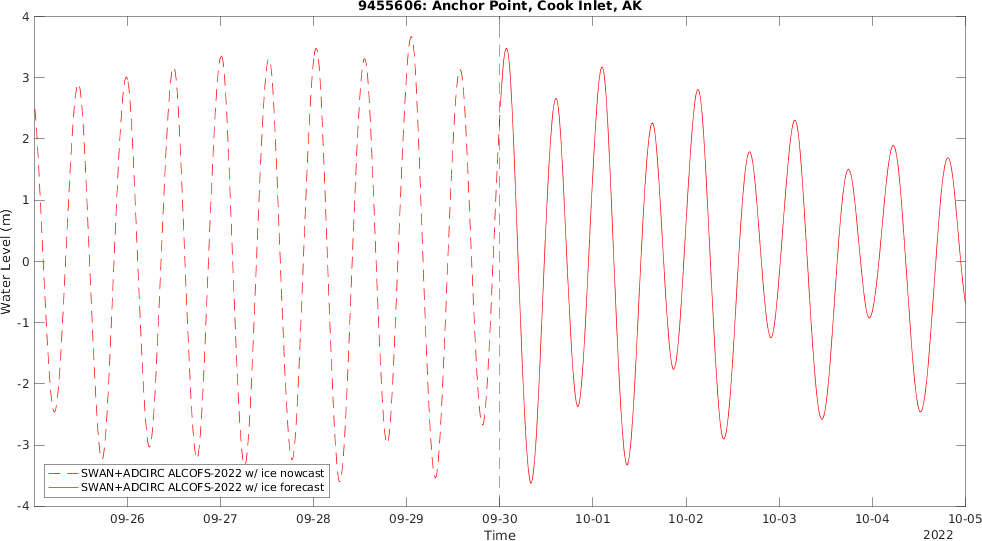 9455606: Anchor Point, Cook Inlet, AK
Water Level (m)
4
3
2
1
0
-1
-2
-3
-4
SWAN+ADCIRC ALCOFS-2022 w/ ice nowcast
SWAN+ADCIRC ALCOFS-2022 w/ ice forecast
09-26 09-27 09-28 09-29 09-30 10-01 10-02 10-03 10-04 10-05
Time
2022